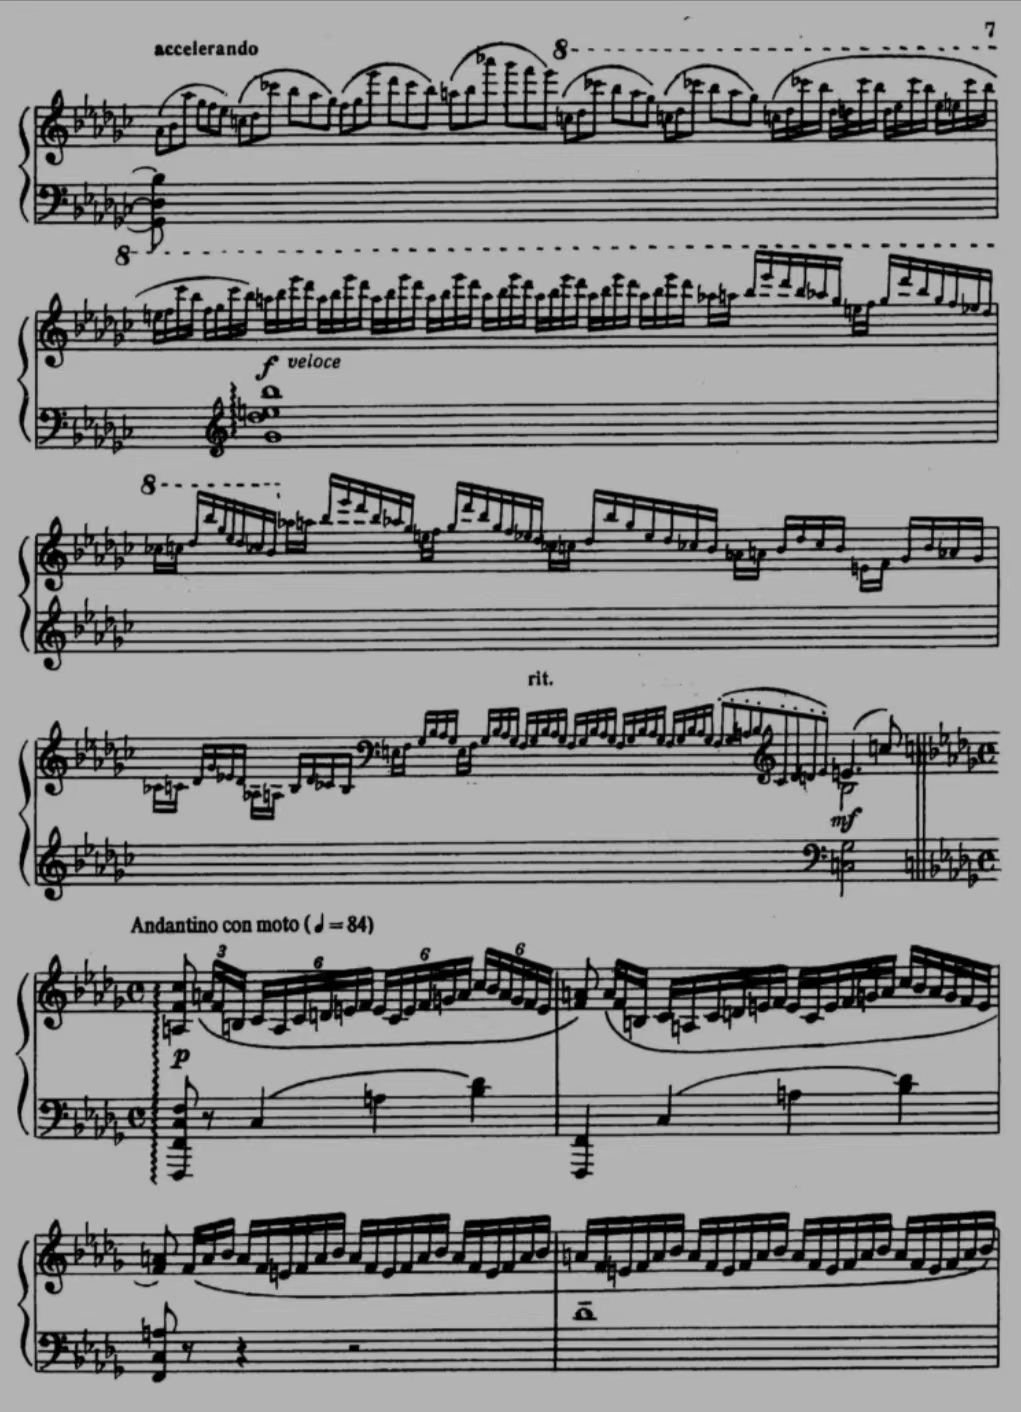 7
accelerando
8
8
f veloce
8
rit.
mf
Andantino con moto (♩ = 84)
3 6 6 6
p